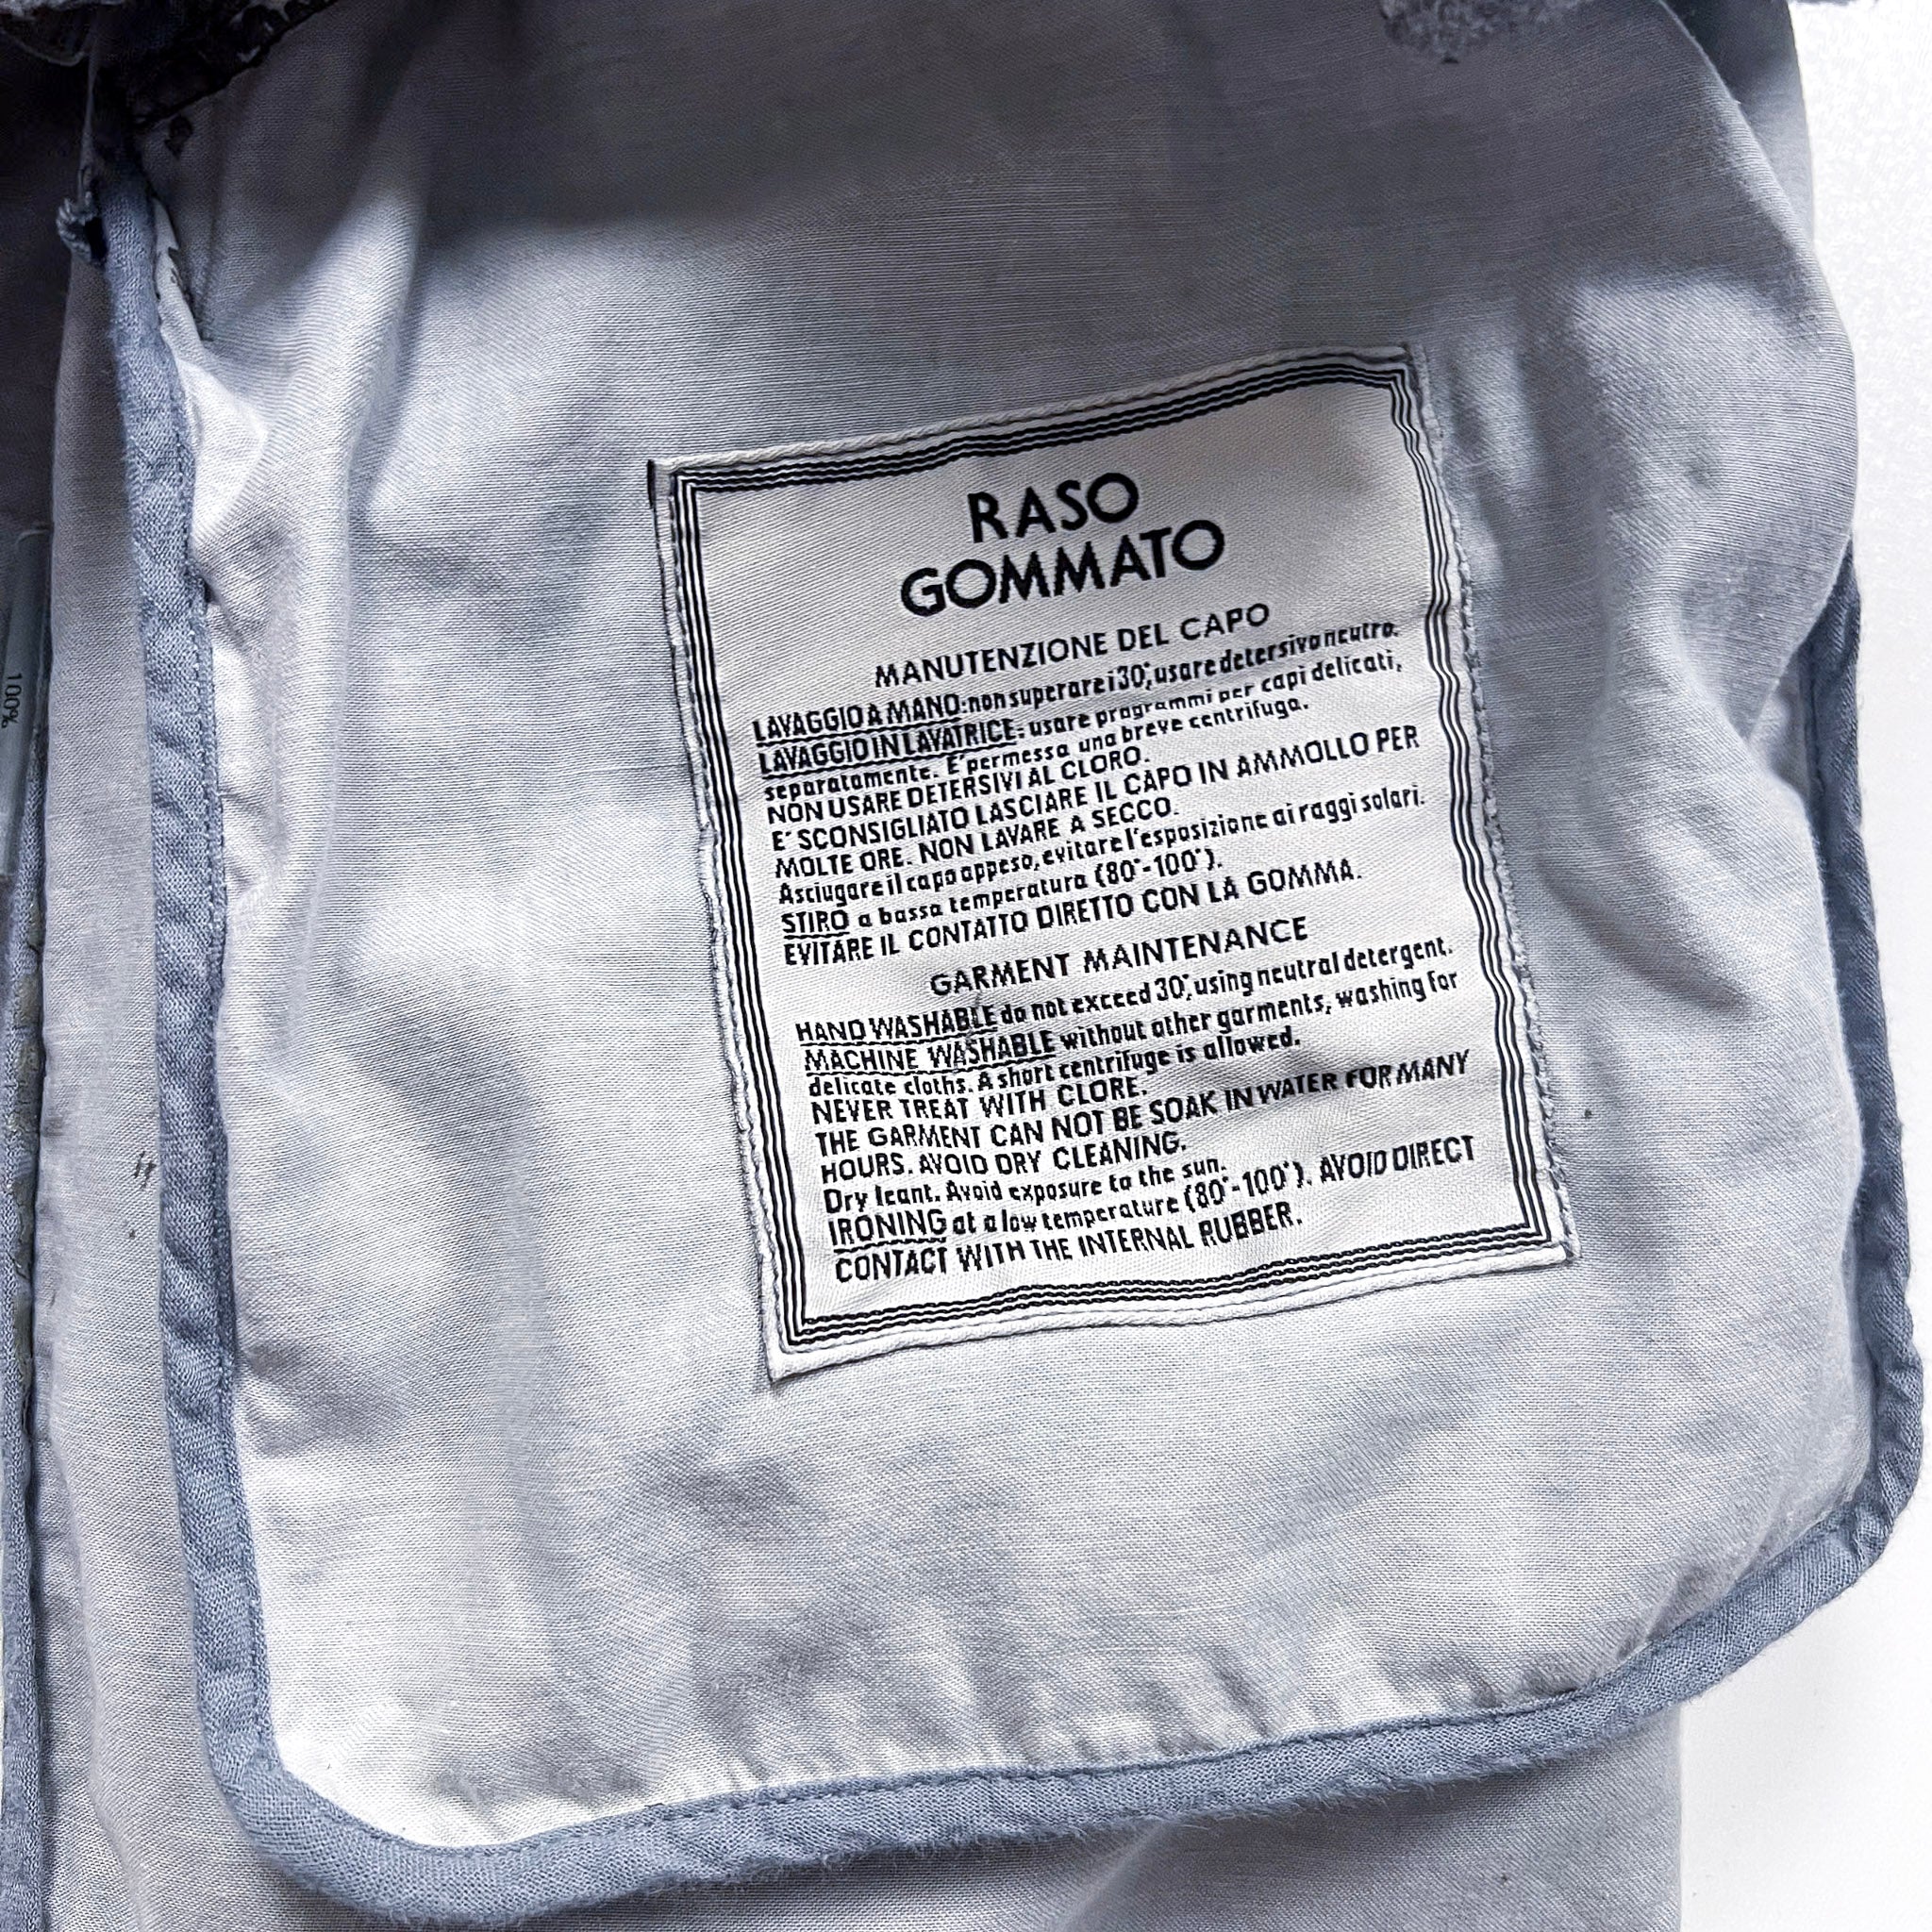 RASO
GOMMATO
MANUTENZIONE DEL CAPO
LAVAGGIO A MANO: non superare i 30°, usare detersivo neutro.
LAVAGGIO IN LAVATRICE: usare programmi per capi delicati,
separatamente. E' permessa una breve centrifuga.
NON USARE DETERSIVI AL CLORO.
E' SCONSIGLIATO LASCIARE IL CAPO IN AMMOLLO PER
MOLTE ORE. NON LAVARE A SECCO.
Asciugare il capo appeso, evitare l'esposizione ai raggi solari.
STIRO a bassa temperatura (80°-100°).
EVITARE IL CONTATTO DIRETTO CON LA GOMMA.
GARMENT MAINTENANCE
HAND WASHABLE do not exceed 30°, using neutral detergent.
MACHINE WASHABLE without other garments, washing for
delicate cloths. A short centrifuge is allowed.
NEVER TREAT WITH CLORE.
THE GARMENT CAN NOT BE SOAK IN WATER FOR MANY
HOURS. AVOID DRY CLEANING.
Dry leant. Avoid exposure to the sun.
IRONING at a low temperature (80°-100°). AVOID DIRECT
CONTACT WITH THE INTERNAL RUBBER.
100%